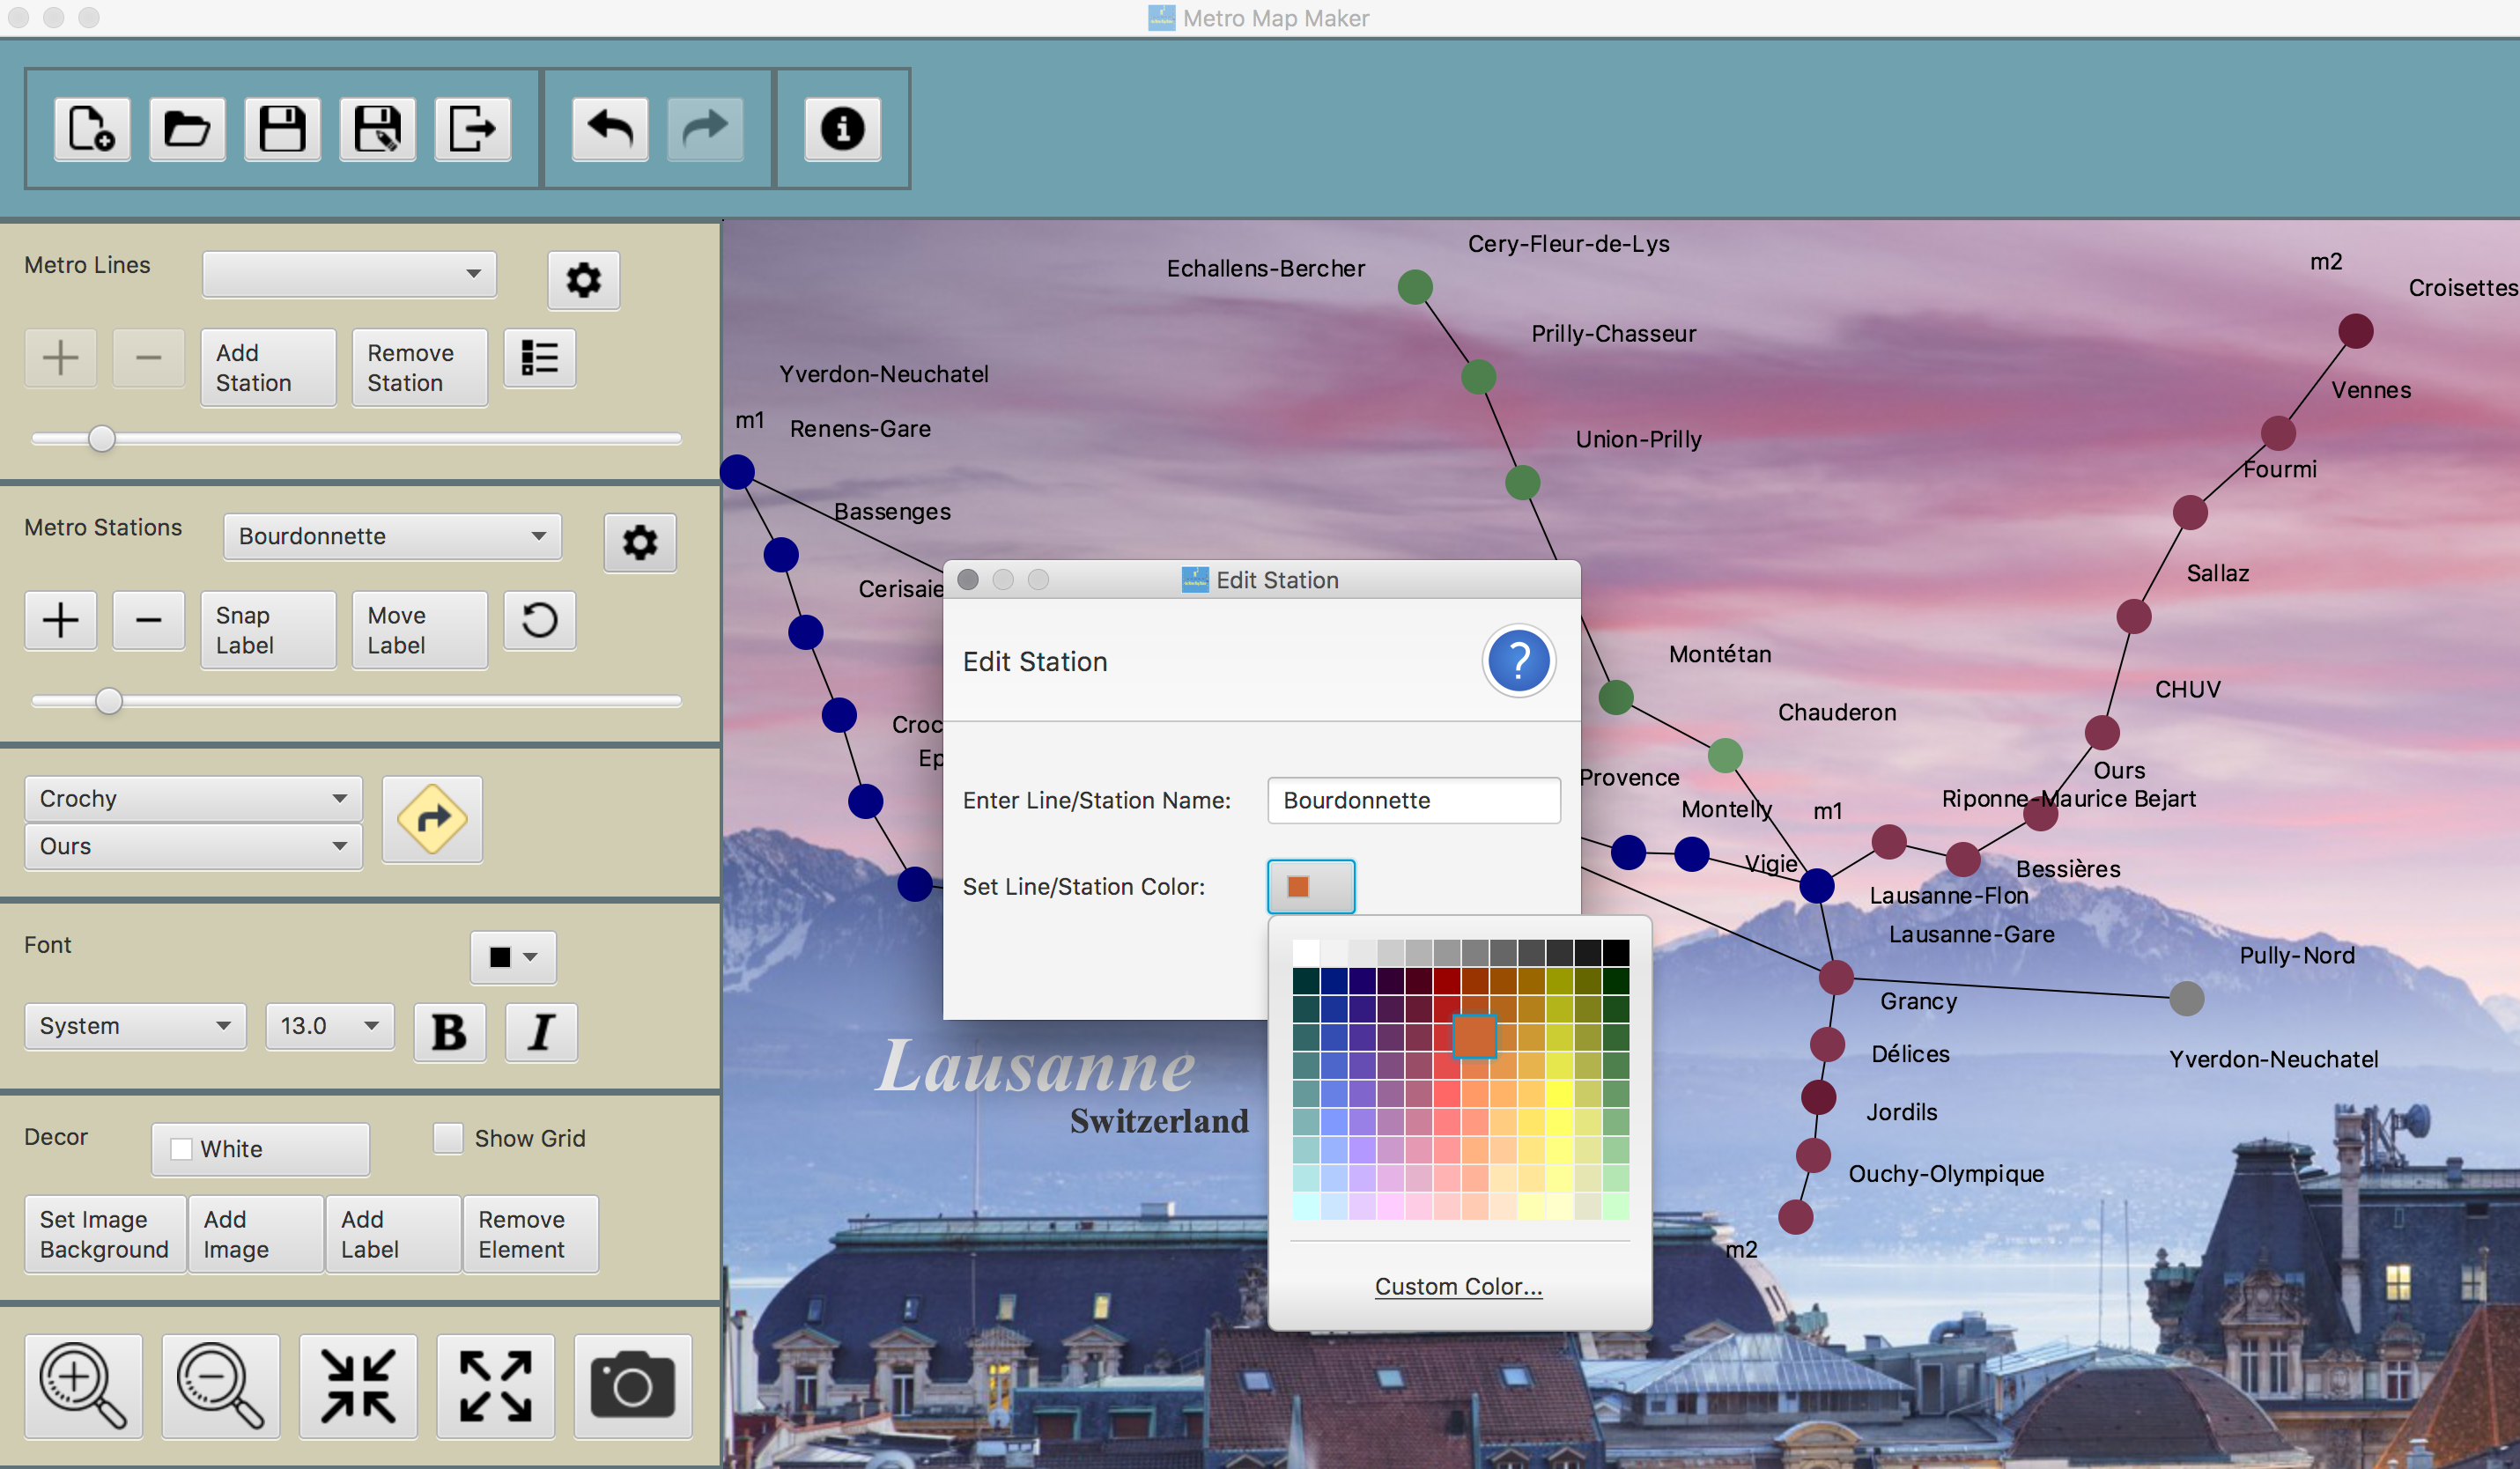 Metro Map Maker
Metro Lines
Add
Station
Remove
Station
Metro Stations
Bourdonnette
Snap
Label
Move
Label
Crochy
Ours
Font
System
13.0
B
I
Decor
White
Show Grid
Set Image
Background
Add
Image
Add
Label
Remove
Element
Cery-Fleur-de-Lys
Echallens-Bercher
Prilly-Chasseur
Union-Prilly
Yverdon-Neuchatel
m1
Renens-Gare
Bassenges
Cerisaie
Croc
Ep
m2
Croisettes
Vennes
Fourmi
Sallaz
CHUV
Ours
Riponne-Maurice Bejart
Bessières
Montétan
Chauderon
Provence
Montelly
m1
Vigie
Lausanne-Flon
Lausanne-Gare
Grancy
Pully-Nord
Yverdon-Neuchatel
Délices
Jordils
Ouchy-Olympique
m2
Lausanne
Switzerland
Edit Station
Edit Station
?
Enter Line/Station Name:
Bourdonnette
Set Line/Station Color:
Custom Color...